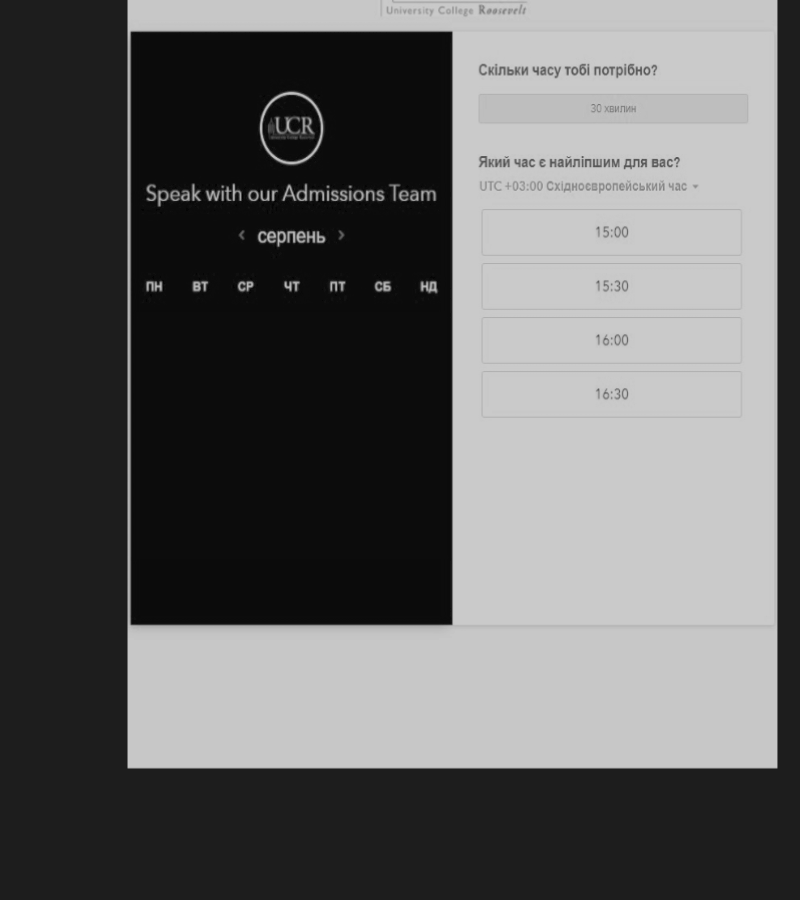 University College Roosevelt
UCR
Speak with our Admissions Team
серпень
ПН ВТ СР ЧТ ПТ СБ НД
Скільки часу тобі потрібно?
30 хвилин
Який час є найліпшим для вас?
UTC +03:00 Східноєвропейський час
15:00
15:30
16:00
16:30